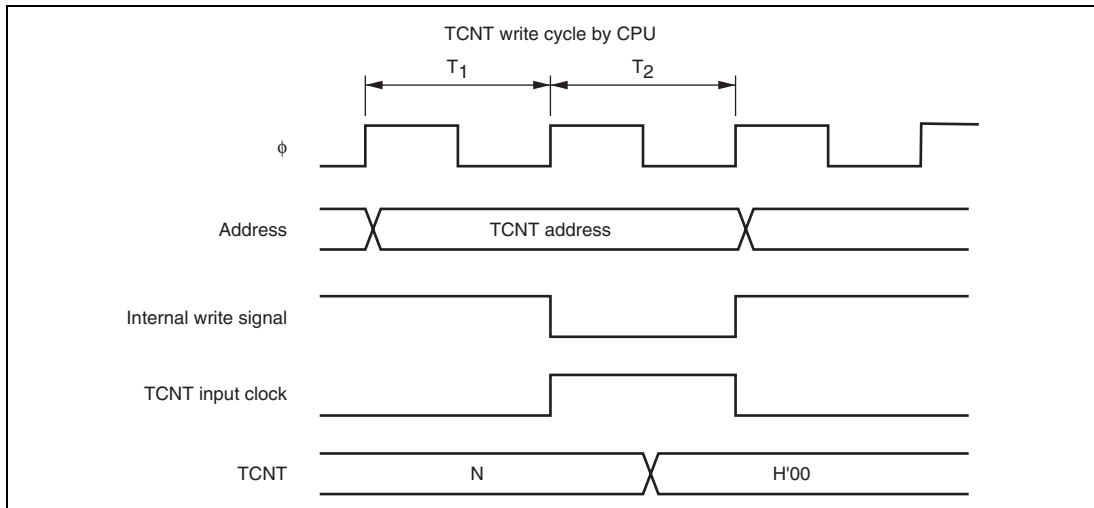 TCNT write cycle by CPU
T1 T2
ϕ
Address TCNT address
Internal write signal
TCNT input clock
TCNT N H'00